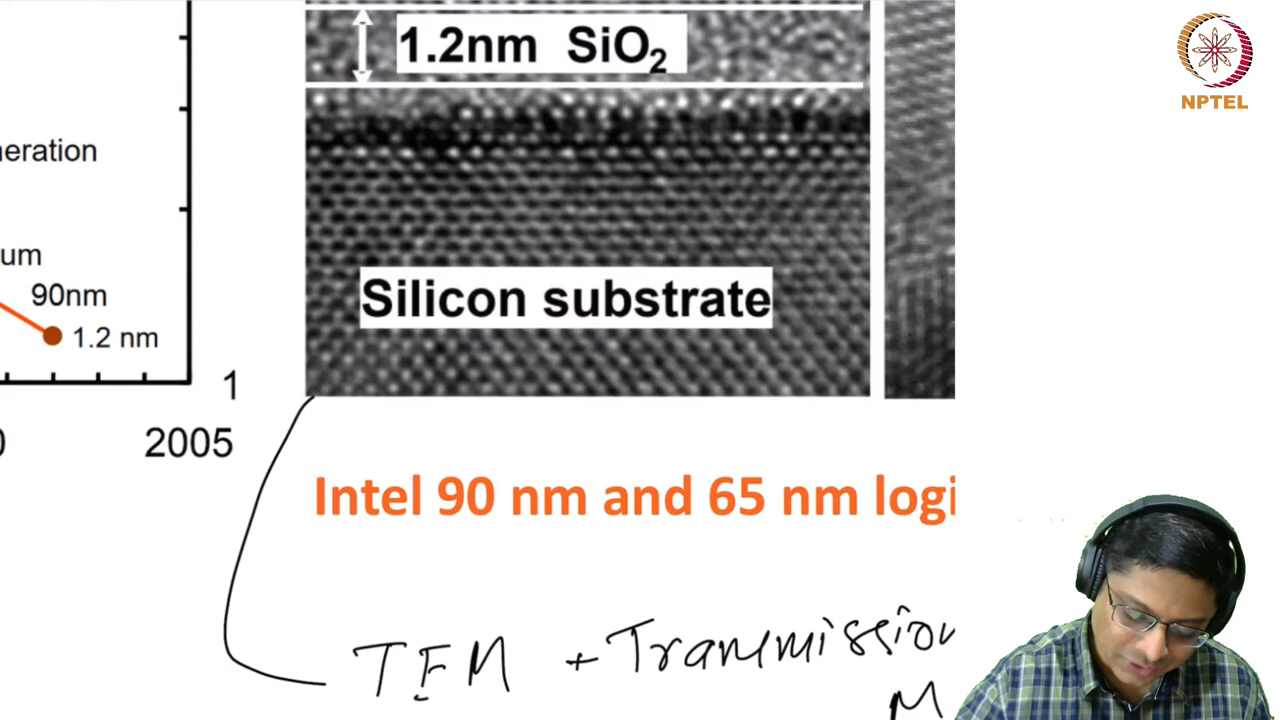 1.2nm SiO₂
NPTEL
neration
um
90nm
1.2 nm
Silicon substrate
1
0
2005
Intel 90 nm and 65 nm logi
TEM + Transmission
M